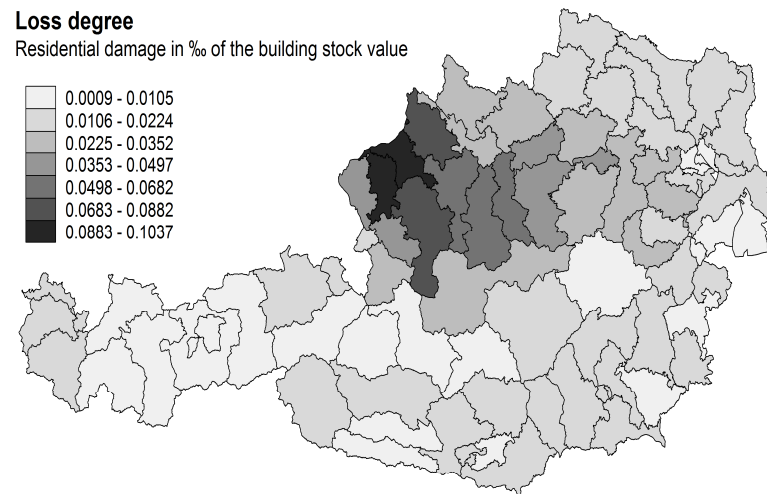 Loss degree
Residential damage in ‰ of the building stock value
0.0009 - 0.0105
0.0106 - 0.0224
0.0225 - 0.0352
0.0353 - 0.0497
0.0498 - 0.0682
0.0683 - 0.0882
0.0883 - 0.1037